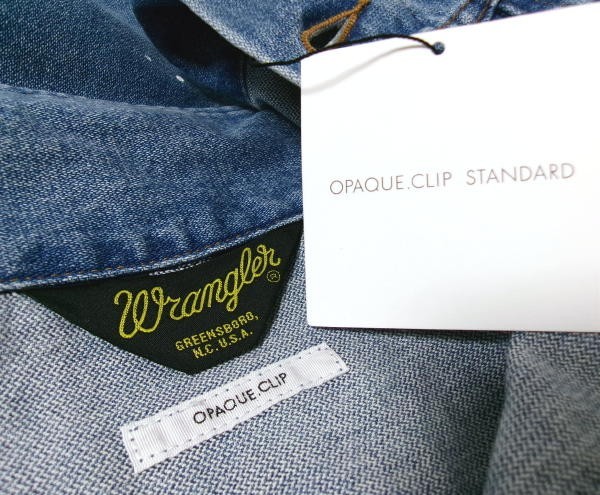 OPAQUE.CLIP STANDARD
Wrangler®
GREENSBORO,
N.C. U.S.A.
OPAQUE.CLIP